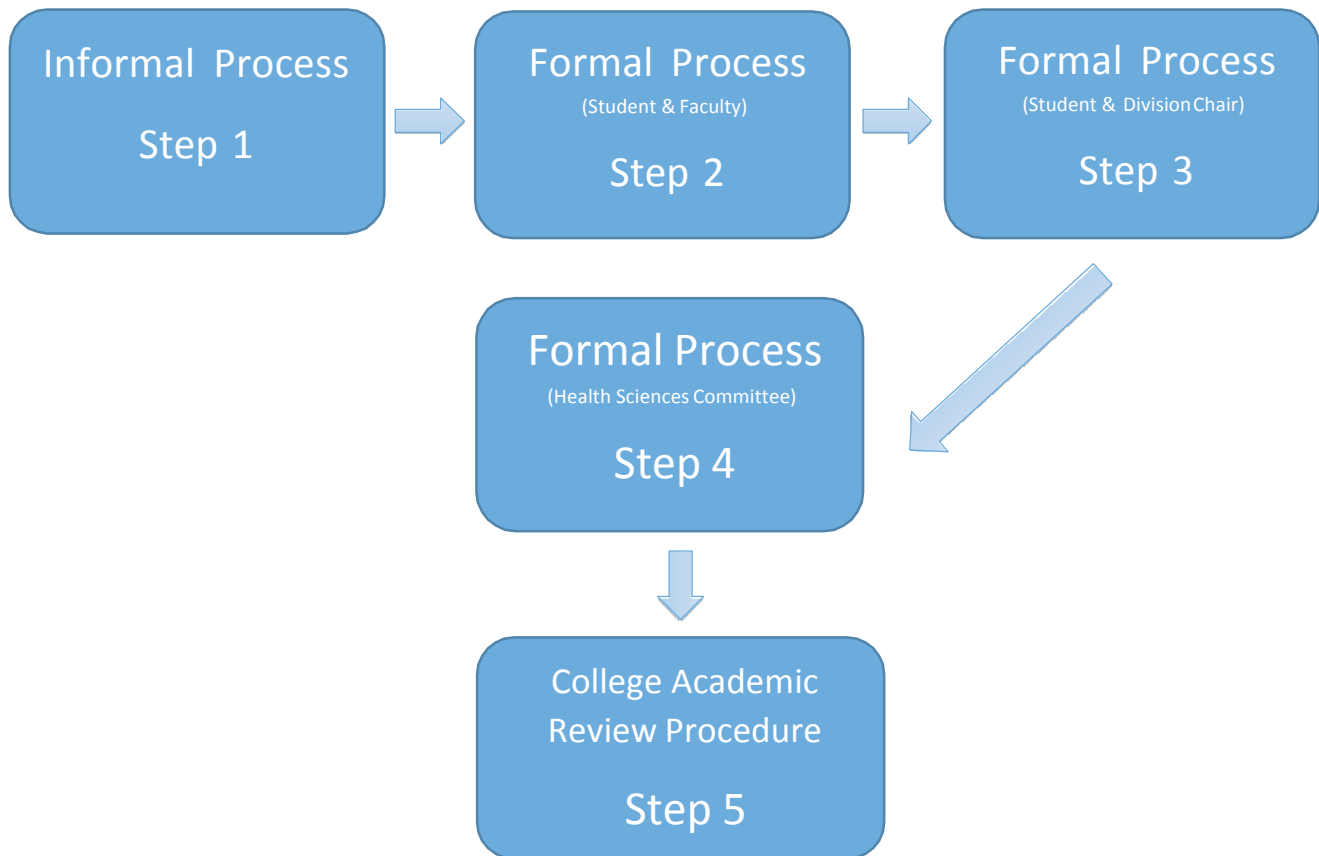 Informal Process
Step 1
Formal Process
(Student & Faculty)
Step 2
Formal Process
(Student & Division Chair)
Step 3
Formal Process
(Health Sciences Committee)
Step 4
College Academic
Review Procedure
Step 5